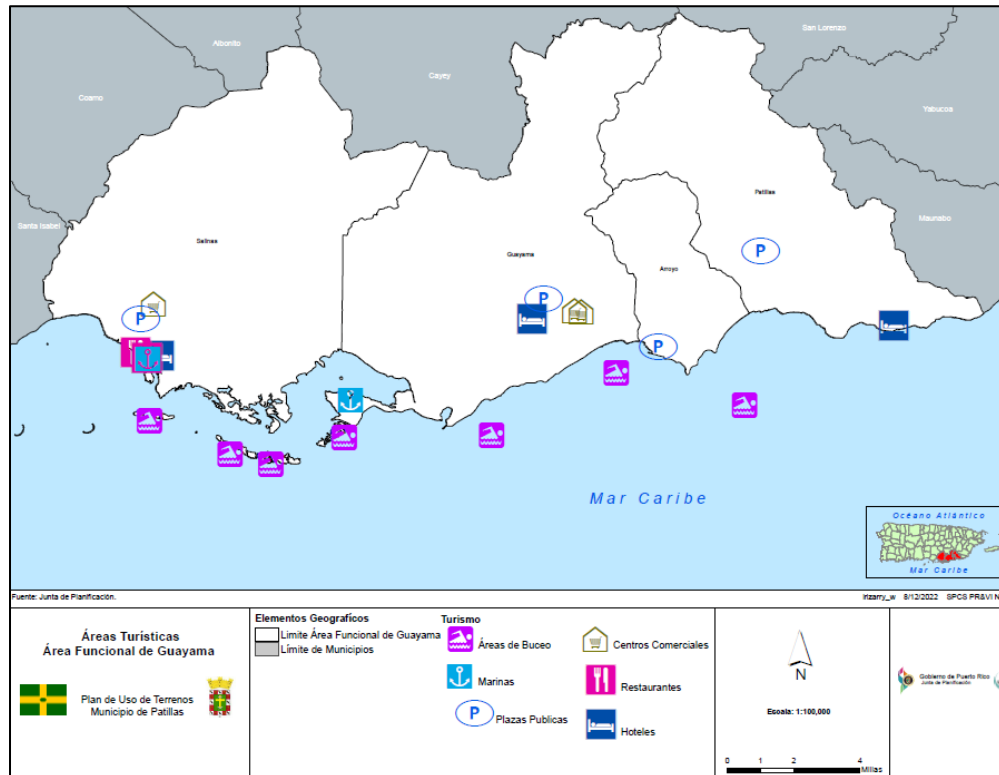 Aibonito
San Lorenzo
Cayey
Coamo
Yabucoa
Patillas
Maunabo
Santa Isabel
Salinas
Guayama
Arroyo
P
P
P
P
Mar Caribe
Océano Atlántico
Mar Caribe
Fuente: Junta de Planificación.
irizarry_w 8/12/2022 SPCS PR&VI N
Áreas Turísticas
Área Funcional de Guayama
Plan de Uso de Terrenos
Municipio de Patillas
Elementos Geografícos
Limite Área Funcional de Guayama
Límite de Municipios
Turismo
Áreas de Buceo
Centros Comerciales
Marinas
Restaurantes
P
Plazas Publicas
Hoteles
N
Escala: 1:100,000
0 1 2 4
Millas
Gobierno de Puerto Rico
Junta de Planificación